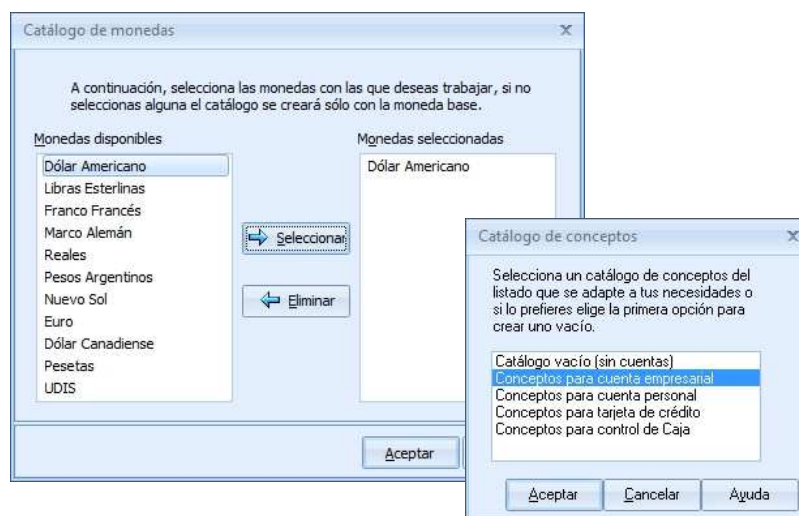 Catálogo de monedas
A continuación, selecciona las monedas con las que deseas trabajar, si no
seleccionas alguna el catálogo se creará sólo con la moneda base.
Monedas disponibles
Dólar Americano
Libras Esterlinas
Franco Francés
Marco Alemán
Reales
Pesos Argentinos
Nuevo Sol
Euro
Dólar Canadiense
Pesetas
UDIS
Seleccionar
Eliminar
Monedas seleccionadas
Dólar Americano
Aceptar
Catálogo de conceptos
Selecciona un catálogo de conceptos del
listado que se adapte a tus necesidades o
si lo prefieres elige la primera opción para
crear uno vacío.
Catálogo vacío (sin cuentas)
Conceptos para cuenta empresarial
Conceptos para cuenta personal
Conceptos para tarjeta de crédito
Conceptos para control de Caja
Aceptar
Cancelar
Ayuda